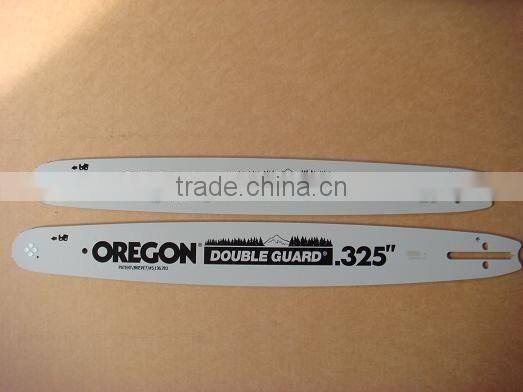 trade.china.cn
OREGON® DOUBLE GUARD® .325"